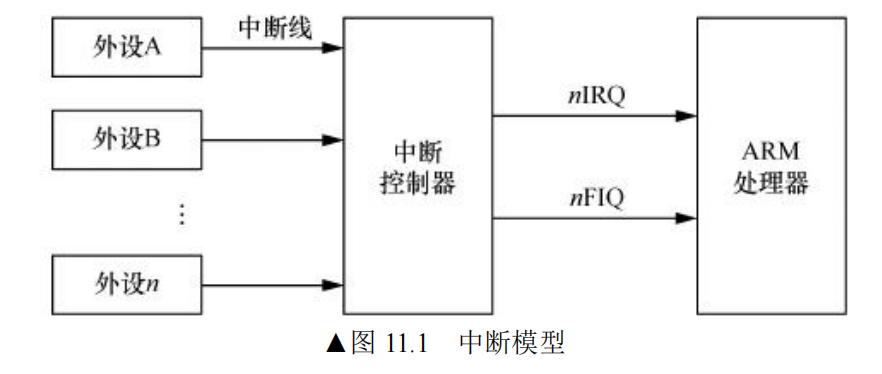 外设A
中断线
外设B
⋮
外设n
中断
控制器
nIRQ
nFIQ
ARM
处理器
▲图 11.1 中断模型